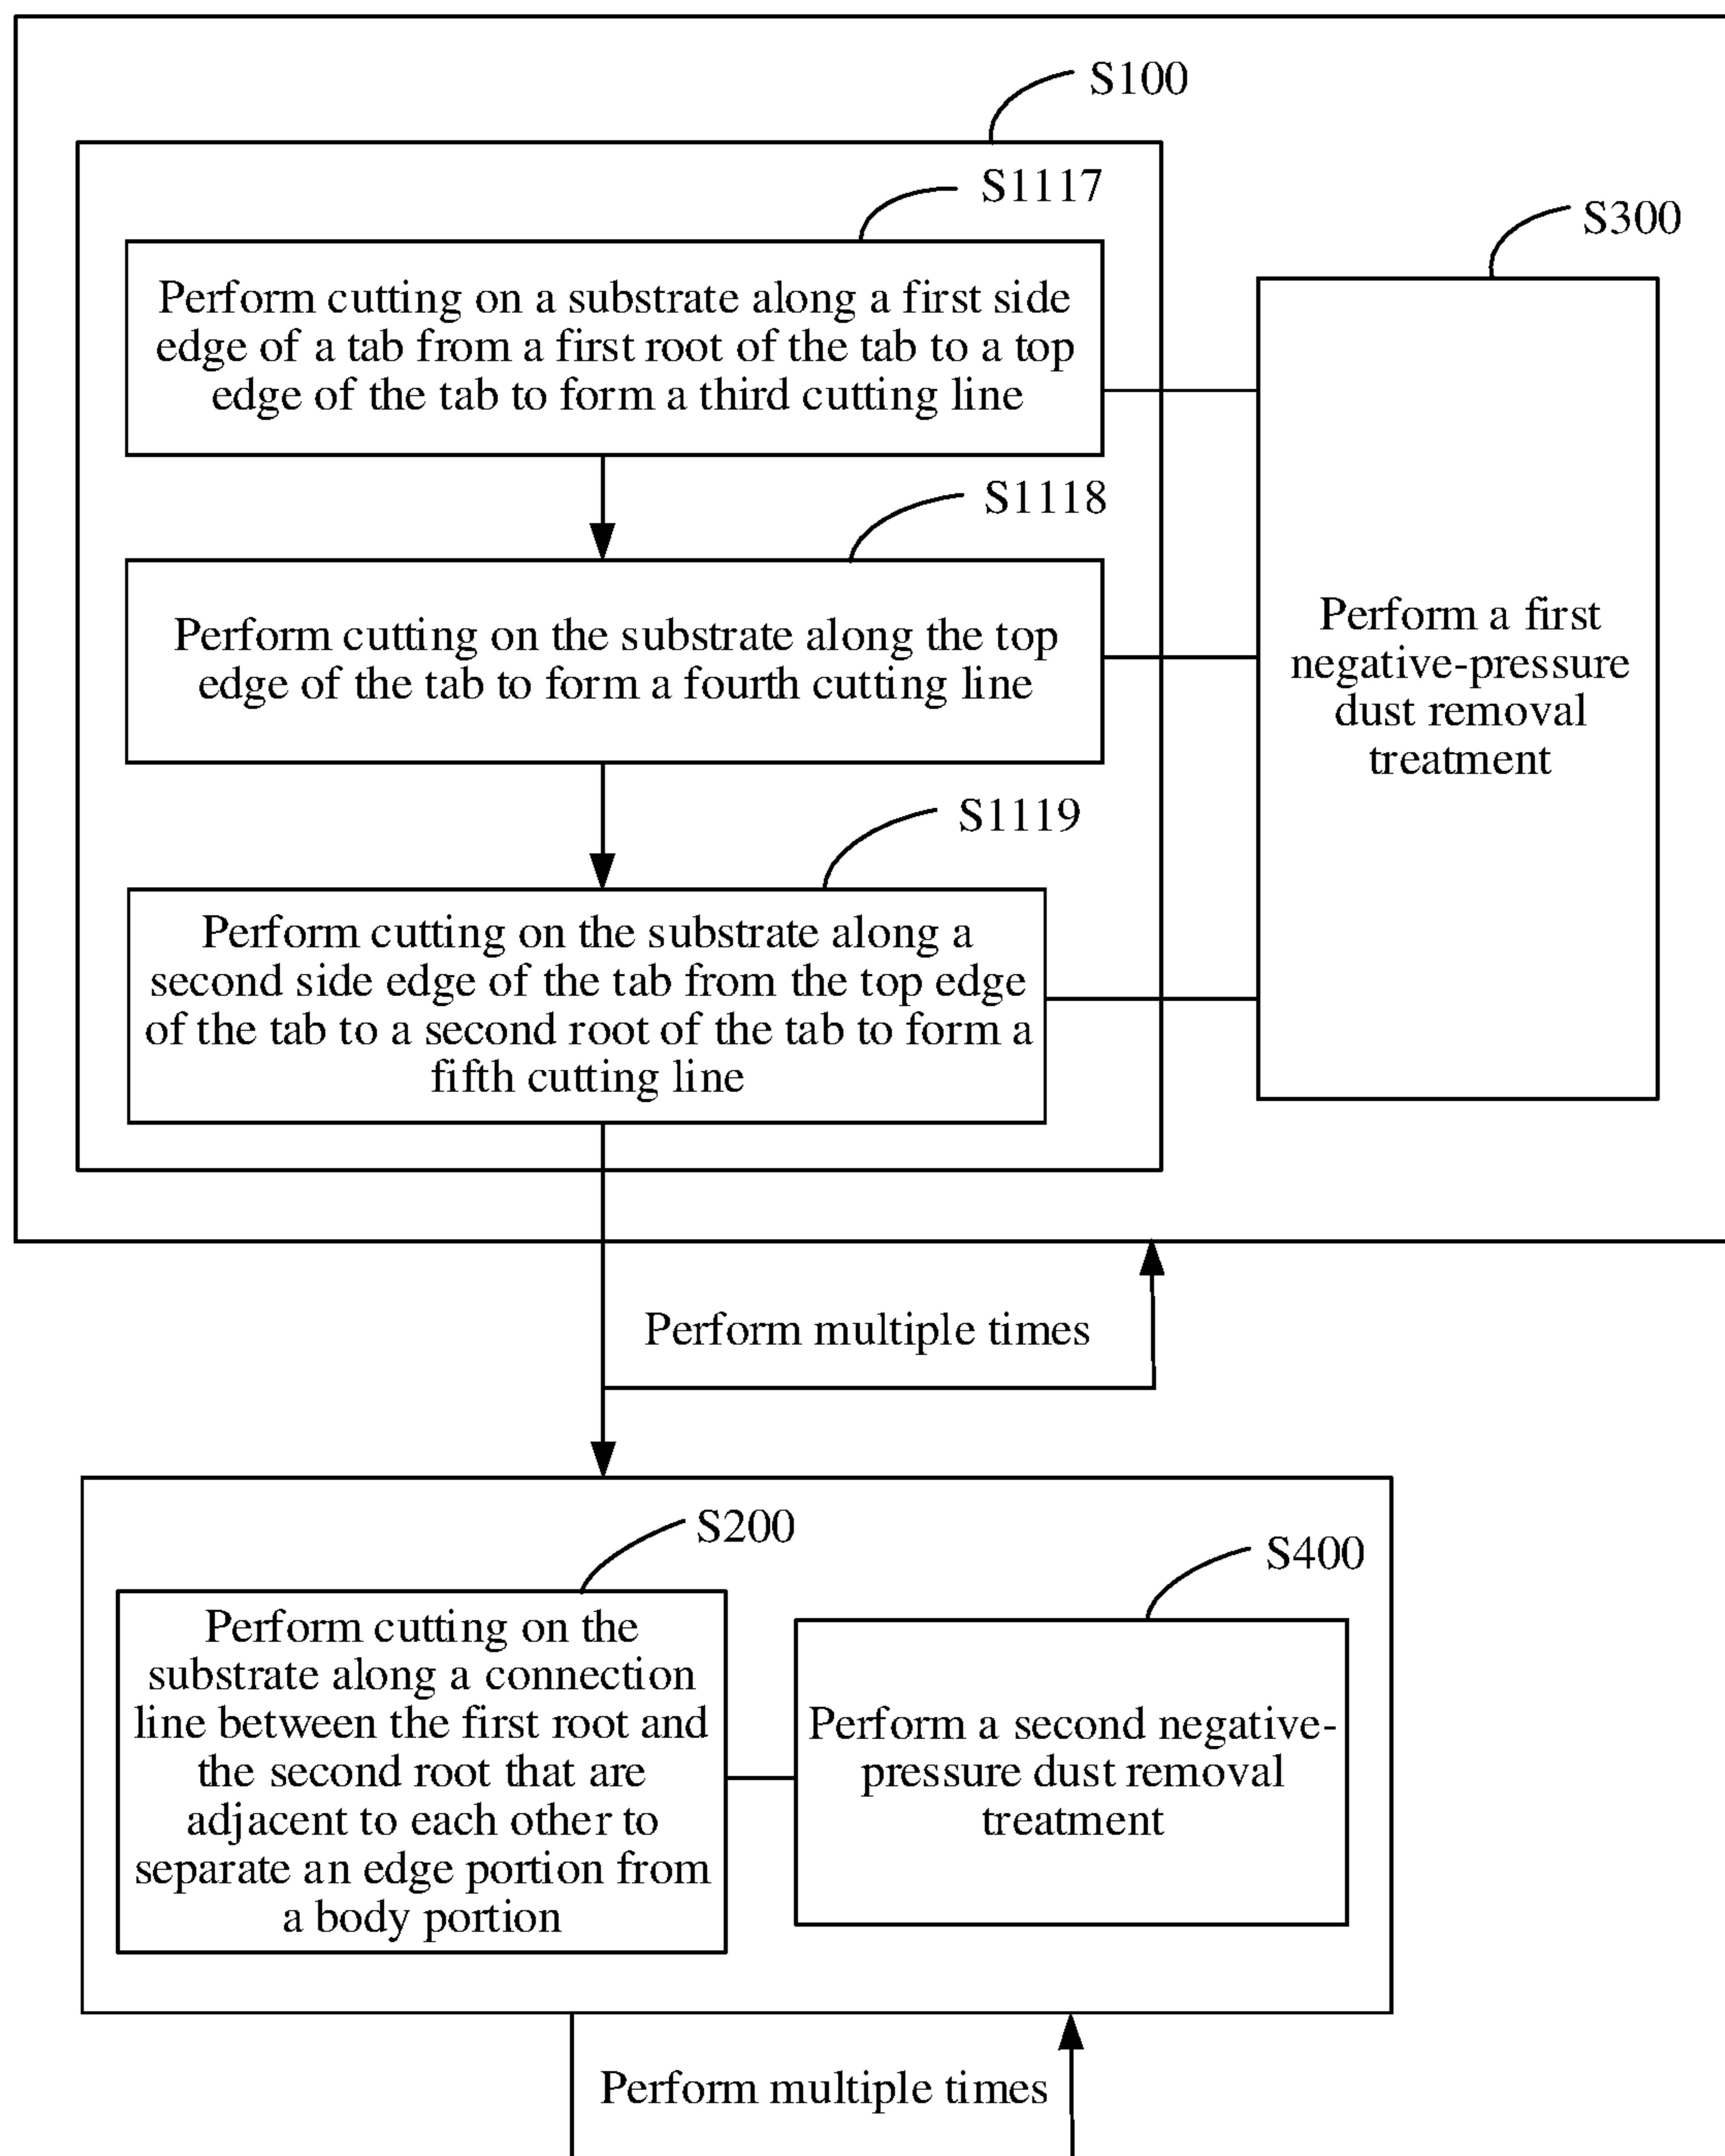 S100
S1117
Perform cutting on a substrate along a first side
edge of a tab from a first root of the tab to a top
edge of the tab to form a third cutting line
S300
S1118
Perform cutting on the substrate along the top
edge of the tab to form a fourth cutting line
Perform a first
negative-pressure
dust removal
treatment
S1119
Perform cutting on the substrate along a
second side edge of the tab from the top edge
of the tab to a second root of the tab to form a
fifth cutting line
Perform multiple times
S200
S400
Perform cutting on the
substrate along a connection
line between the first root and
the second root that are
adjacent to each other to
separate an edge portion from
a body portion
Perform a second negative-
pressure dust removal
treatment
Perform multiple times